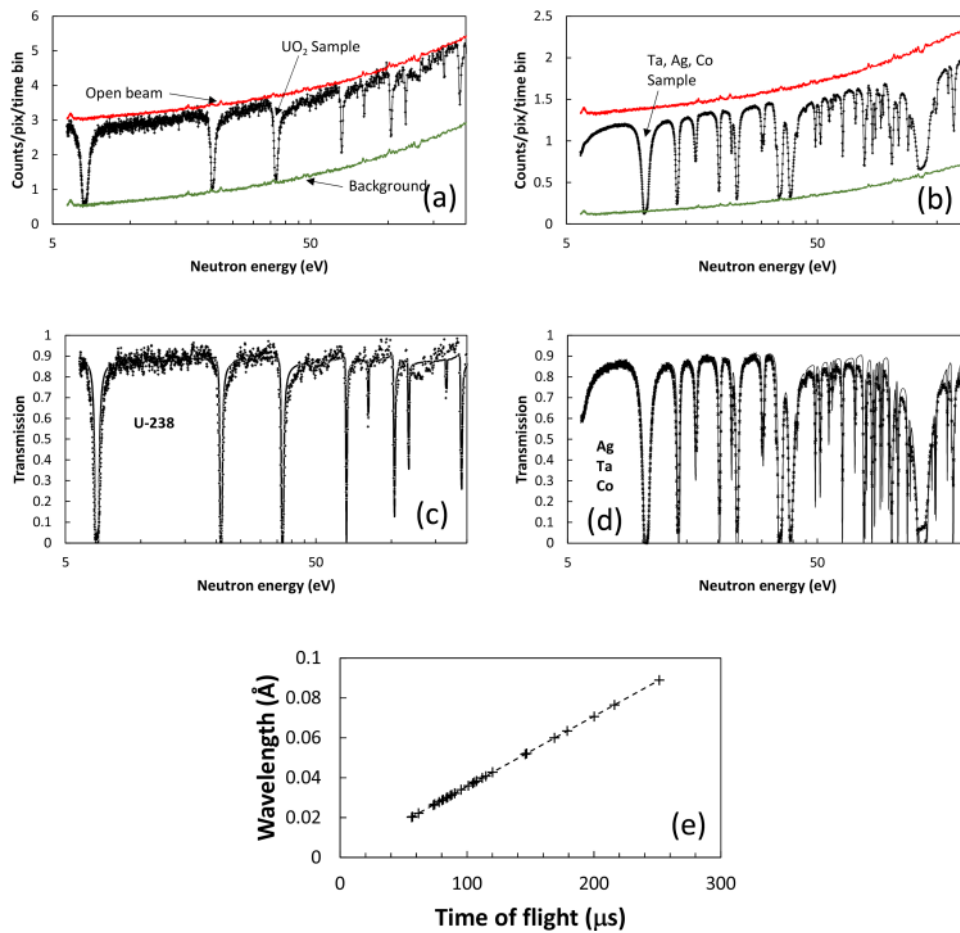 6
5
4
3
2
1
0
Counts/pix/time bin
UO₂ Sample
Open beam
Background
(a)
5
50
Neutron energy (eV)
2.5
2
1.5
1
0.5
0
Counts/pix/time bin
Ta, Ag, Co
Sample
(b)
5
50
Neutron energy (eV)
1
0.9
0.8
0.7
0.6
0.5
0.4
0.3
0.2
0.1
0
Transmission
U-238
(c)
5
50
Neutron energy (eV)
1
0.9
0.8
0.7
0.6
0.5
0.4
0.3
0.2
0.1
0
Transmission
Ag
Ta
Co
(d)
5
50
Neutron energy (eV)
0.1
0.08
0.06
0.04
0.02
0
Wavelength (Å)
(e)
0
100
200
300
Time of flight (μs)